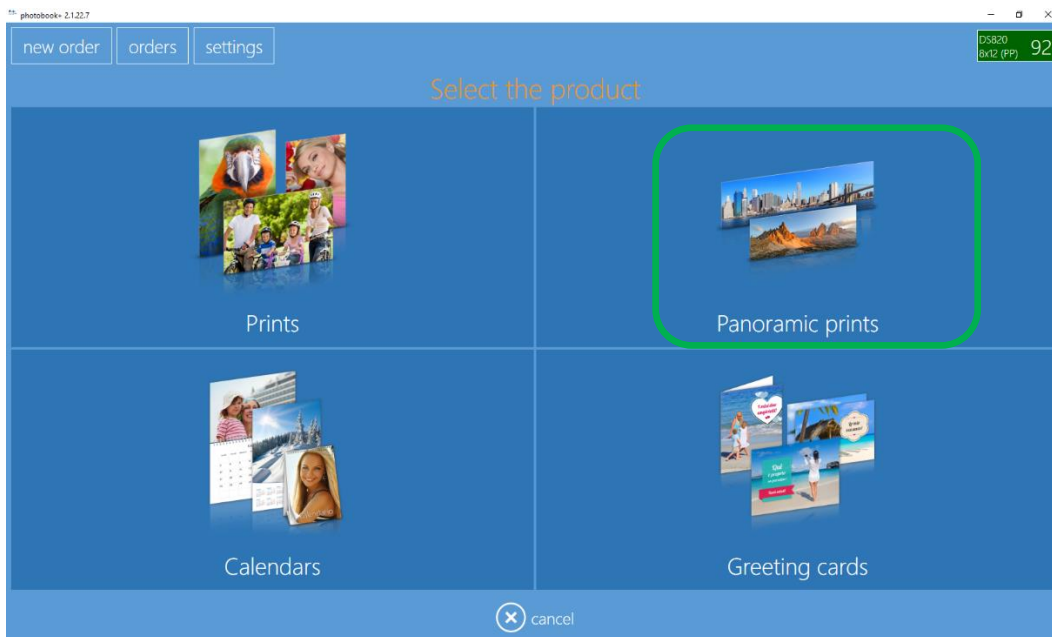 photobook+ 2.1.22.7
new order orders settings
DS820
8x12 (PP) 92
Select the product
Prints
Panoramic prints
Calendars
Greeting cards
cancel